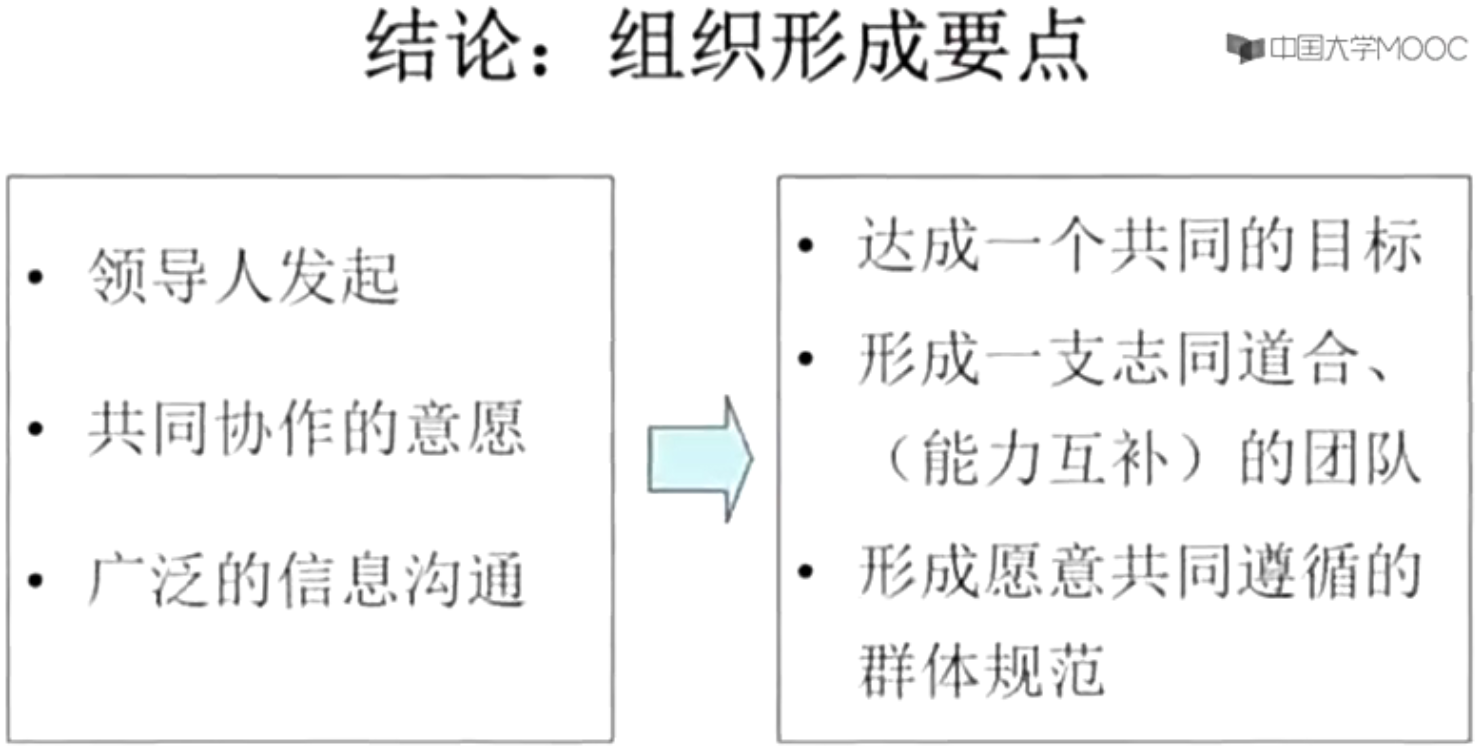 结论：组织形成要点
中国大学MOOC
• 领导人发起
• 共同协作的意愿
• 广泛的信息沟通
• 达成一个共同的目标
• 形成一支志同道合、
（能力互补）的团队
• 形成愿意共同遵循的
群体规范